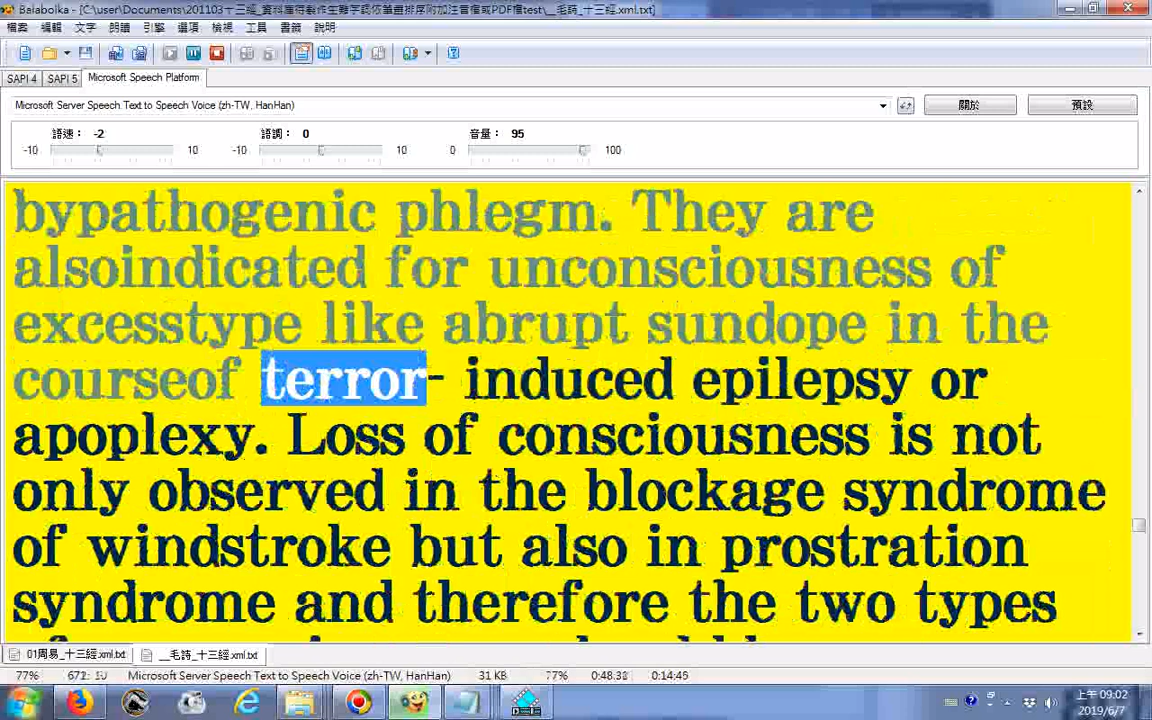 Balabolka - [C:\user\Documents\201103十三經_資料庫得製作生難字詞依筆畫排序附加注音檔或PDF檔test\__毛詩_十三經.xml.txt]
檔案 編輯 文字 朗讀 引擎 選項 檢視 工具 書籤 說明
SAPI 4 SAPI 5 Microsoft Speech Platform
Microsoft Server Speech Text to Speech Voice (zh-TW, HanHan) 關於 預設
語速： -2 語調： 0 音量： 95
-10 10 -10 10 0 100
bypathogenic phlegm. They are
alsoindicated for unconsciousness of
excesstype like abrupt sundope in the
courseof terror- induced epilepsy or
apoplexy. Loss of consciousness is not
only observed in the blockage syndrome
of windstroke but also in prostration
syndrome and therefore the two types
01周易_十三經.xml.txt __毛詩_十三經.xml.txt
77% Microsoft Server Speech Text to Speech Voice (zh-TW, HanHan) 31 KB 77% 0:14:45
上午 09:02
2019/6/7